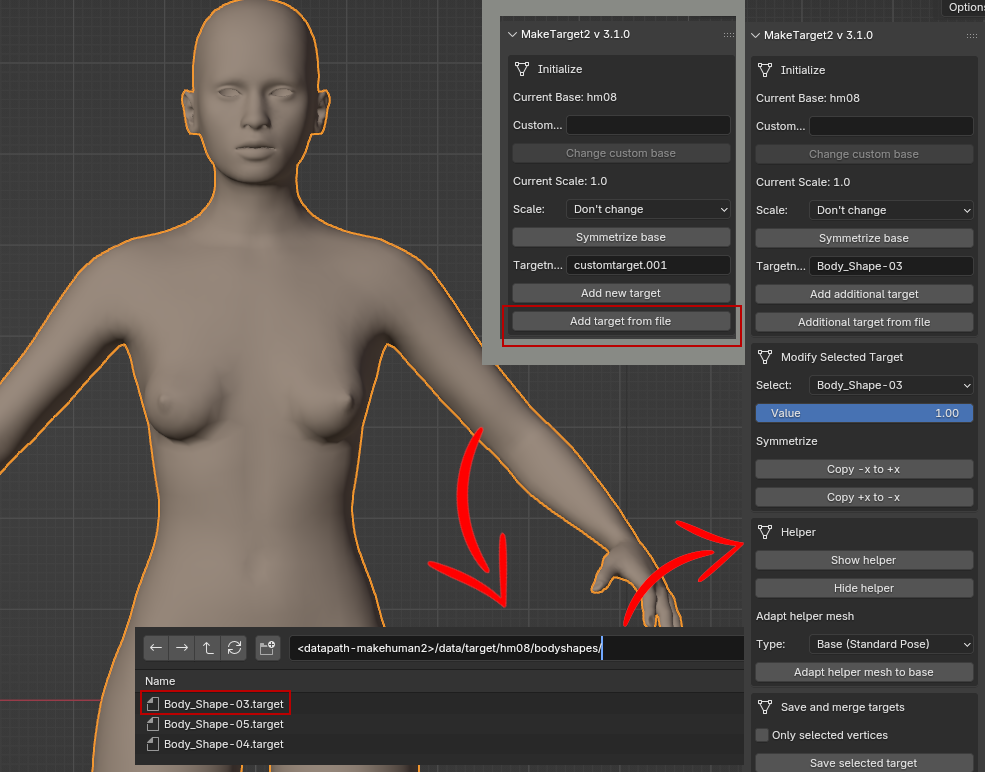 Options
MakeTarget2 v 3.1.0
Initialize
Current Base: hm08
Custom...
Change custom base
Current Scale: 1.0
Scale: Don't change
Symmetrize base
Targetn... customtarget.001
Add new target
Add target from file
MakeTarget2 v 3.1.0
Initialize
Current Base: hm08
Custom...
Change custom base
Current Scale: 1.0
Scale: Don't change
Symmetrize base
Targetn... Body_Shape-03
Add additional target
Additional target from file
Modify Selected Target
Select: Body_Shape-03
Value 1.00
Symmetrize
Copy -x to +x
Copy +x to -x
Helper
Show helper
Hide helper
Adapt helper mesh
Type: Base (Standard Pose)
Adapt helper mesh to base
Save and merge targets
Only selected vertices
Save selected target
<datapath-makehuman2>/data/target/hm08/bodyshapes/
Name
Body_Shape-03.target
Body_Shape-05.target
Body_Shape-04.target